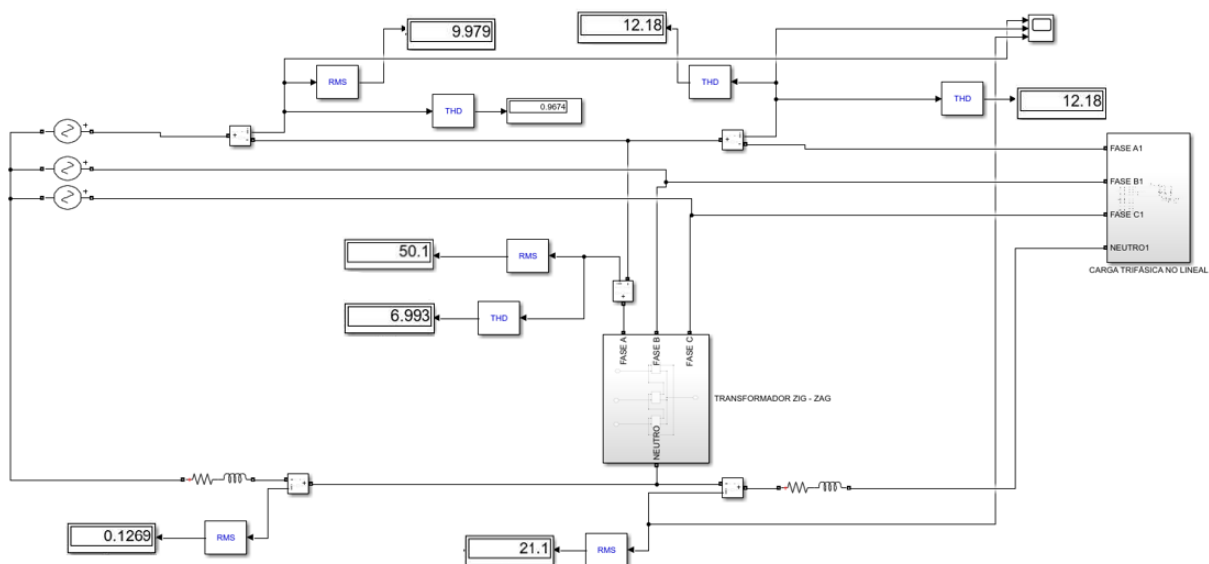 9.979
12.18
RMS
THD
THD
0.9674
THD
12.18
FASE A1
FASE B1
FASE C1
NEUTRO1
CARGA TRIFÁSICA NO LINEAL
50.1
RMS
6.993
THD
FASE A
FASE B
FASE C
TRANSFORMADOR ZIG - ZAG
NEUTRO
0.1269
RMS
21.1
RMS